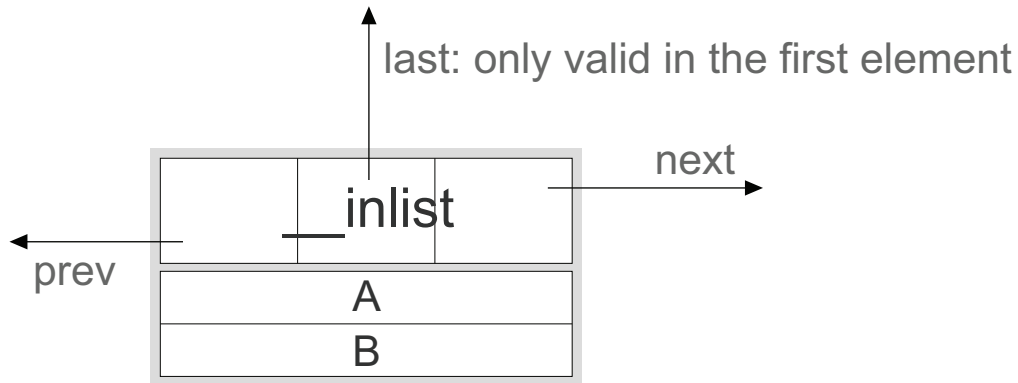 last: only valid in the first element
next
__inlist
prev
A
B